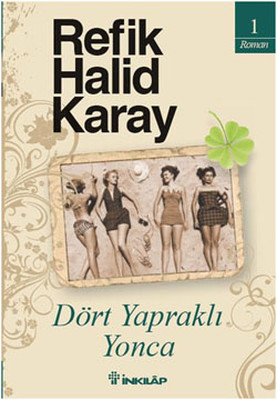 Refik
Halid
Karay
1
Roman
Dört Yapraklı
Yonca
İNKILÂP